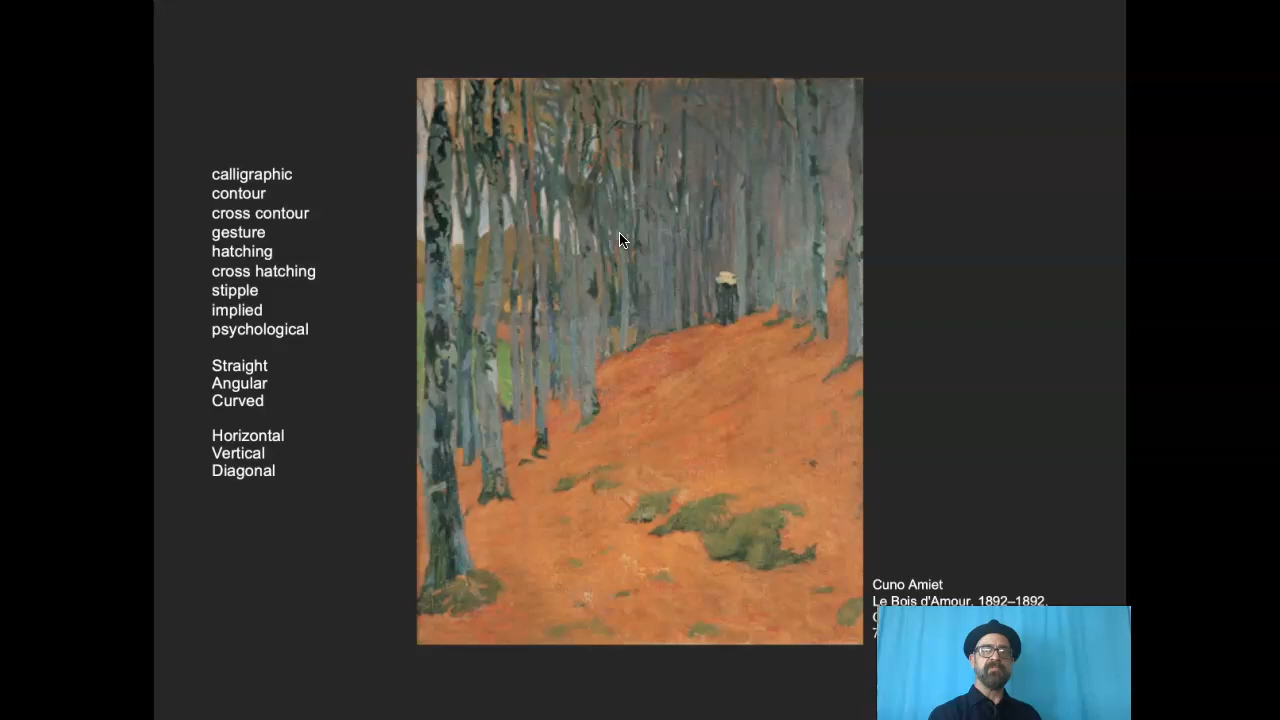 calligraphic
contour
cross contour
gesture
hatching
cross hatching
stipple
implied
psychological
Straight
Angular
Curved
Horizontal
Vertical
Diagonal
Cuno Amiet
Le Bois d'Amour, 1892–1892,